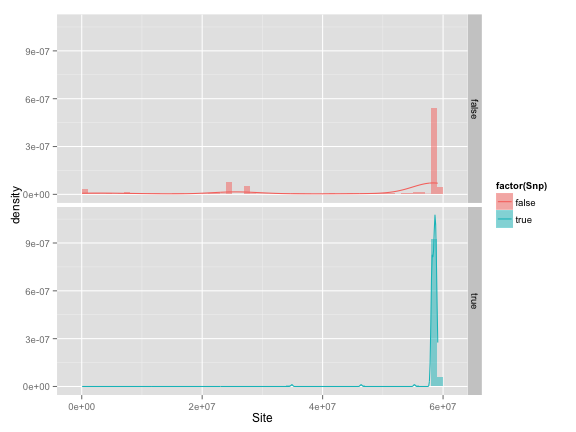 9e-07
6e-07
3e-07
0e+00
false
density
factor(Snp)
false
true
9e-07
6e-07
3e-07
0e+00
true
0e+00 2e+07 4e+07 6e+07
Site